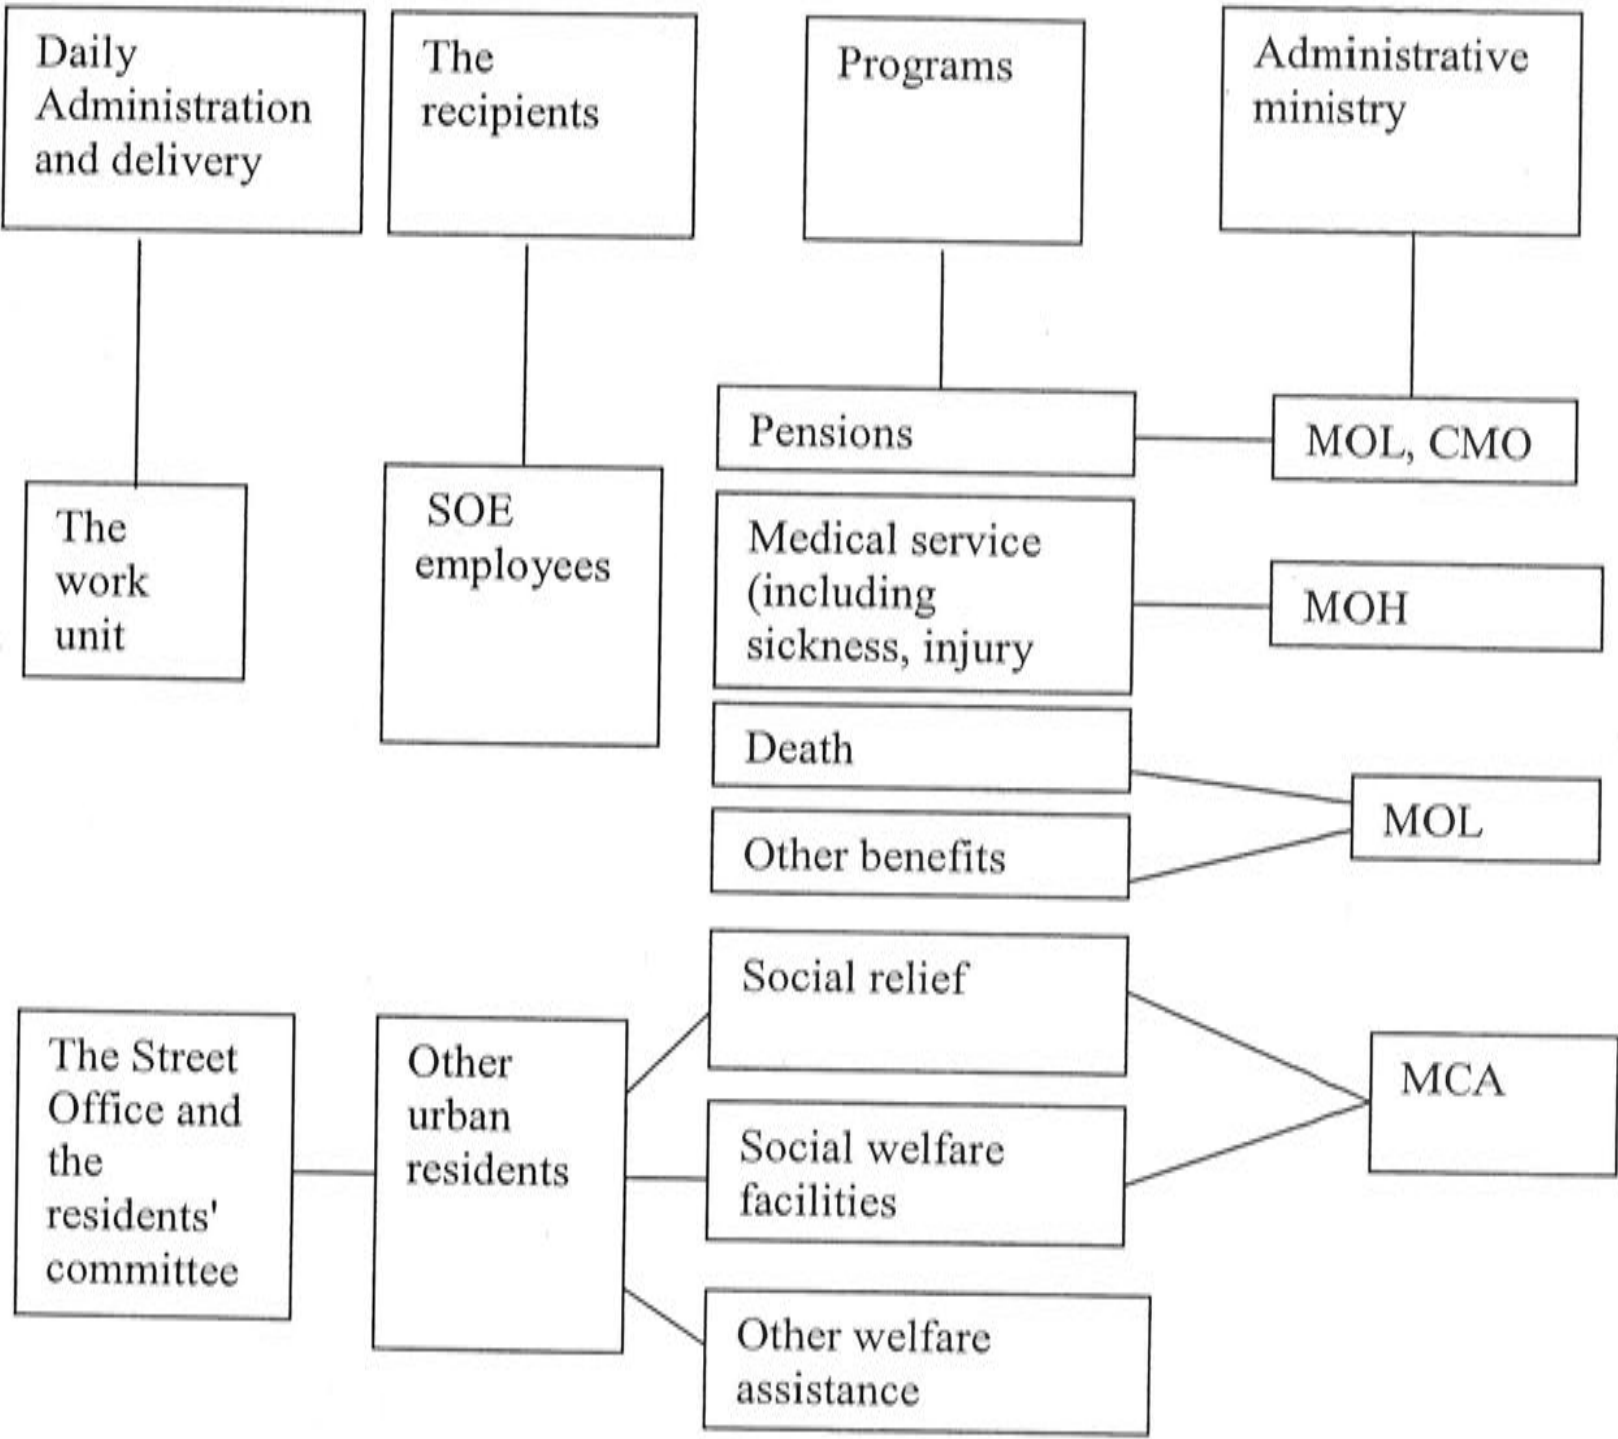 Daily
Administration
and delivery
The
recipients
Programs
Administrative
ministry
Pensions
MOL, CMO
The
work
unit
SOE
employees
Medical service
(including
sickness, injury
MOH
Death
MOL
Other benefits
Social relief
The Street
Office and
the
residents'
committee
Other
urban
residents
MCA
Social welfare
facilities
Other welfare
assistance